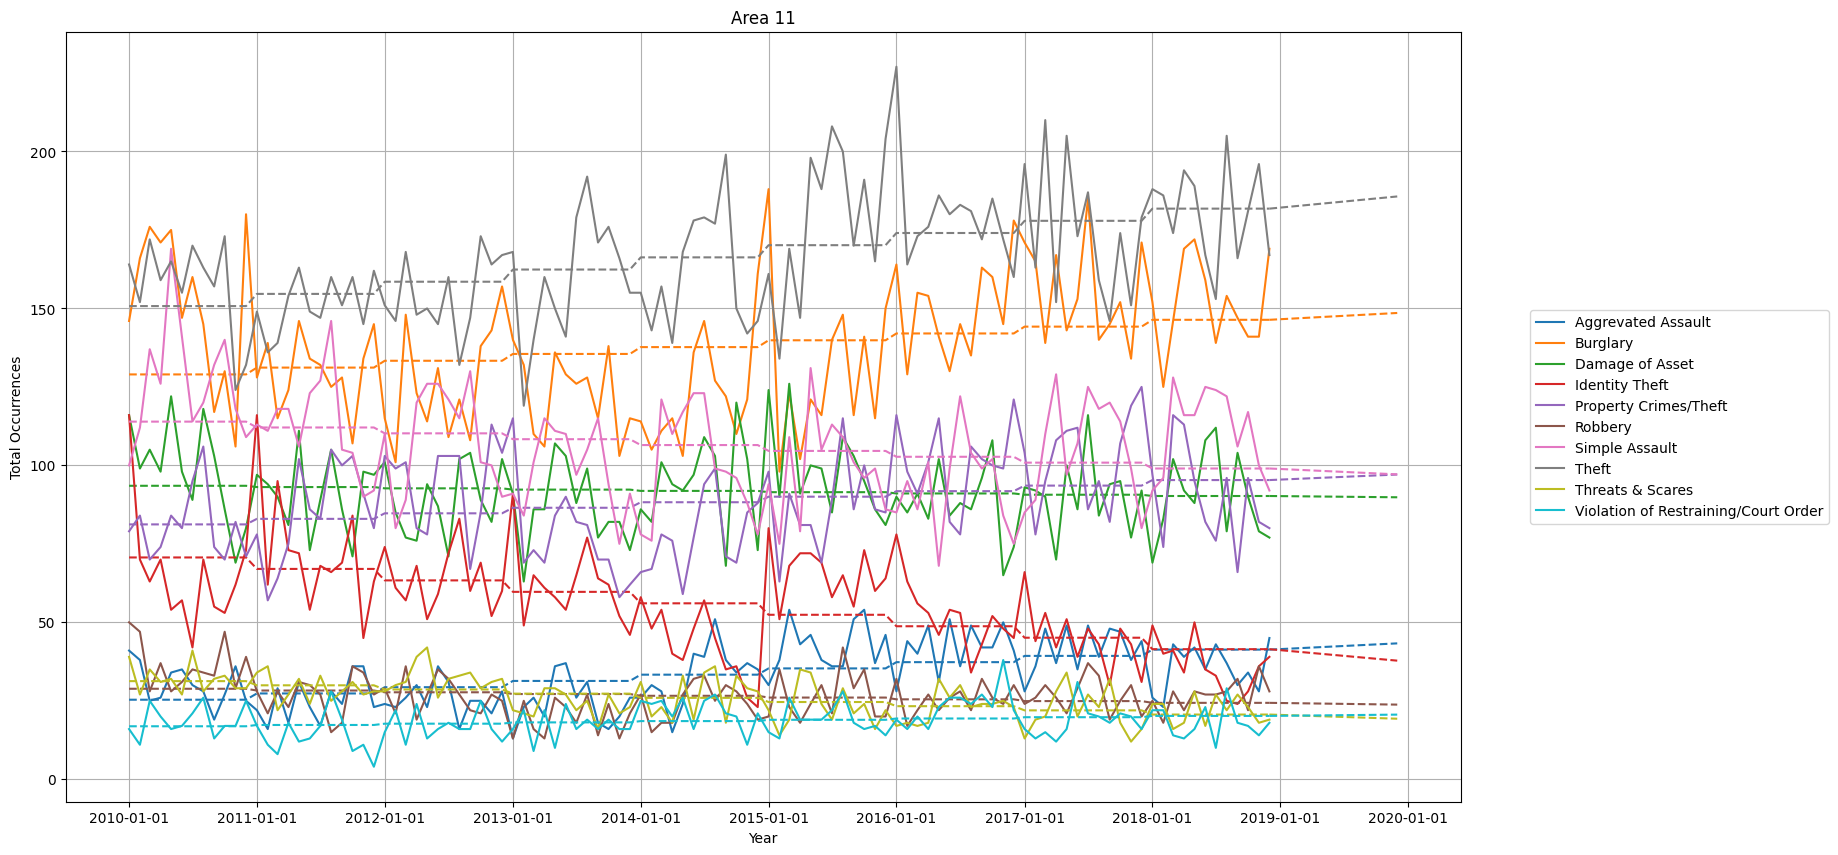 Area 11
Total Occurrences
200
150
100
50
0
2010-01-01 2011-01-01 2012-01-01 2013-01-01 2014-01-01 2015-01-01 2016-01-01 2017-01-01 2018-01-01 2019-01-01 2020-01-01
Year
Aggrevated Assault
Burglary
Damage of Asset
Identity Theft
Property Crimes/Theft
Robbery
Simple Assault
Theft
Threats & Scares
Violation of Restraining/Court Order